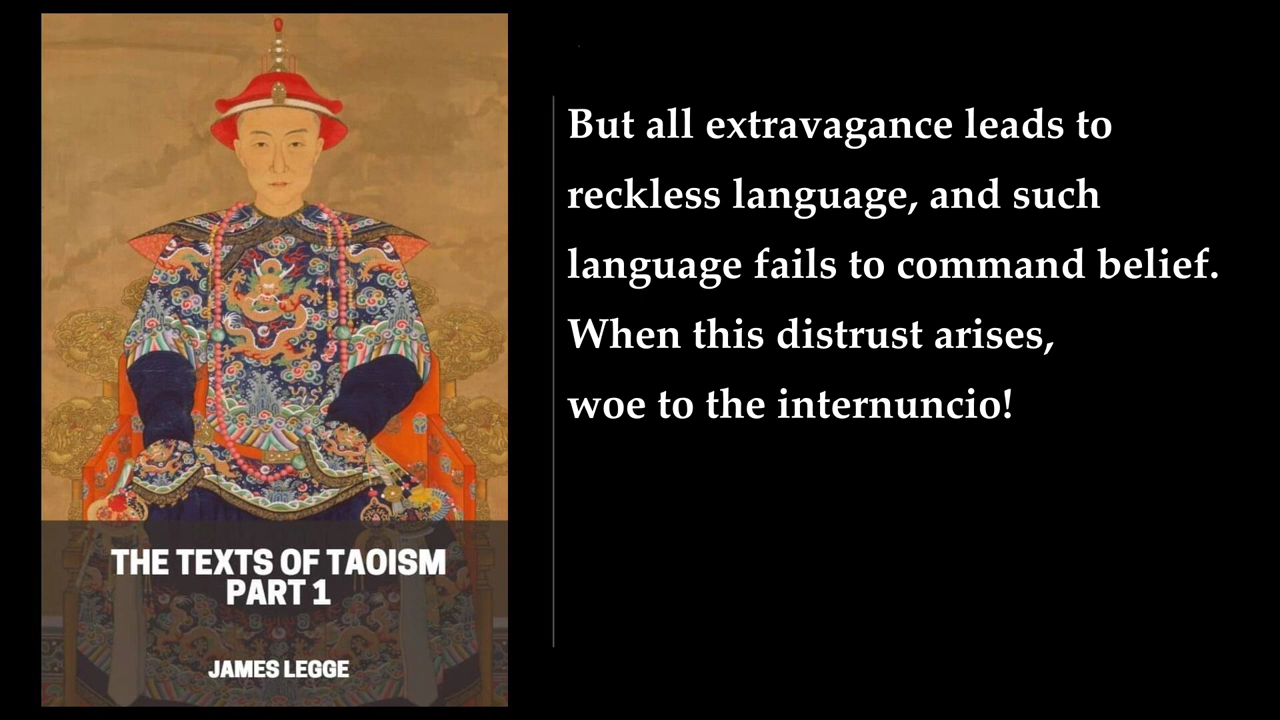 But all extravagance leads to
reckless language, and such
language fails to command belief.
When this distrust arises,
woe to the internuncio!
THE TEXTS OF TAOISM
PART 1
JAMES LEGGE